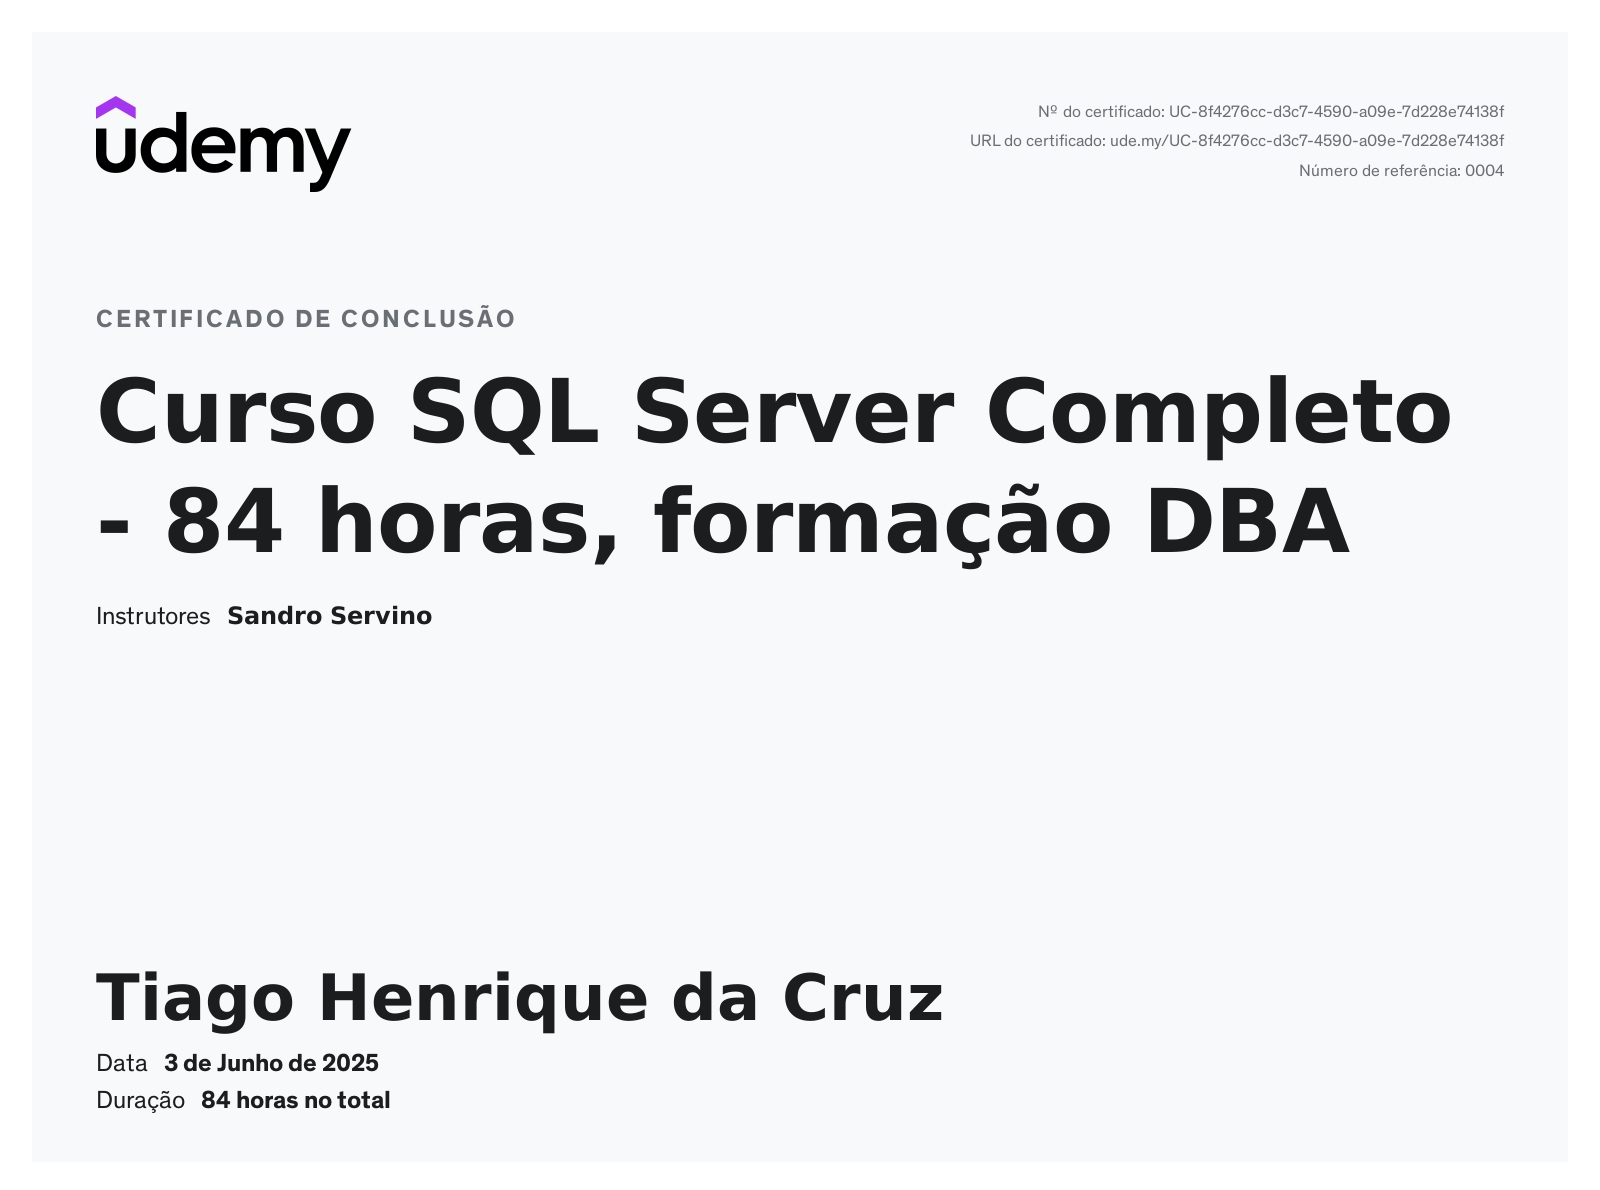 udemy
Nº do certificado: UC-8f4276cc-d3c7-4590-a09e-7d228e74138f
URL do certificado: ude.my/UC-8f4276cc-d3c7-4590-a09e-7d228e74138f
Número de referência: 0004
CERTIFICADO DE CONCLUSÃO
Curso SQL Server Completo
- 84 horas, formação DBA
Instrutores Sandro Servino
Tiago Henrique da Cruz
Data 3 de Junho de 2025
Duração 84 horas no total